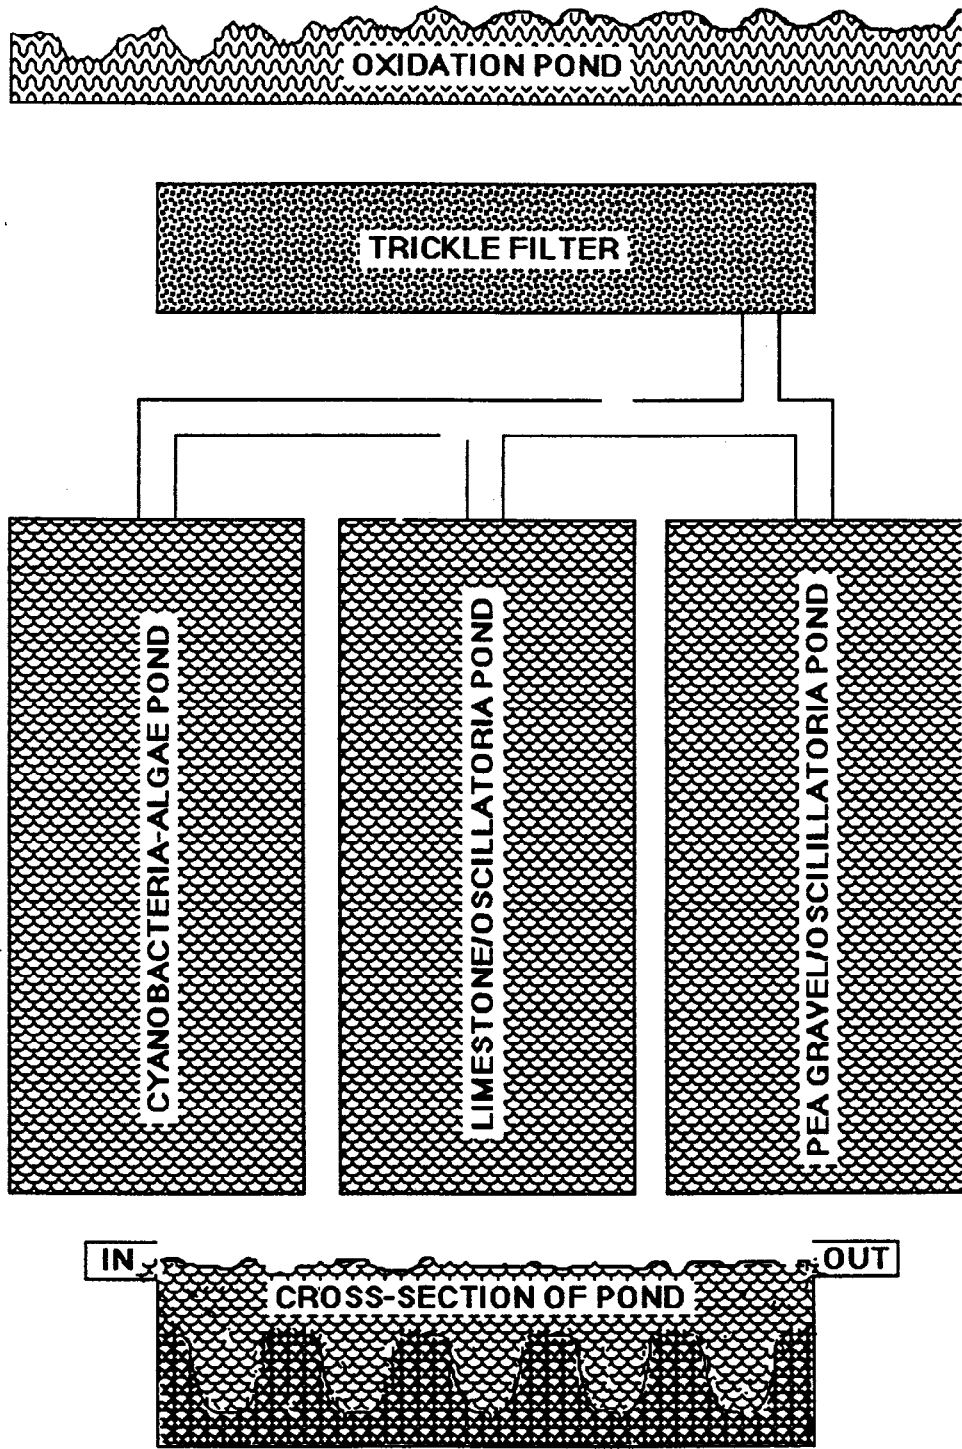 OXIDATION POND
TRICKLE FILTER
CYANOBACTERIA-ALGAE POND
LIMESTONE/OSCILLATORIA POND
PEA GRAVEL/OSCILILLATORIA POND
IN
OUT
CROSS-SECTION OF POND